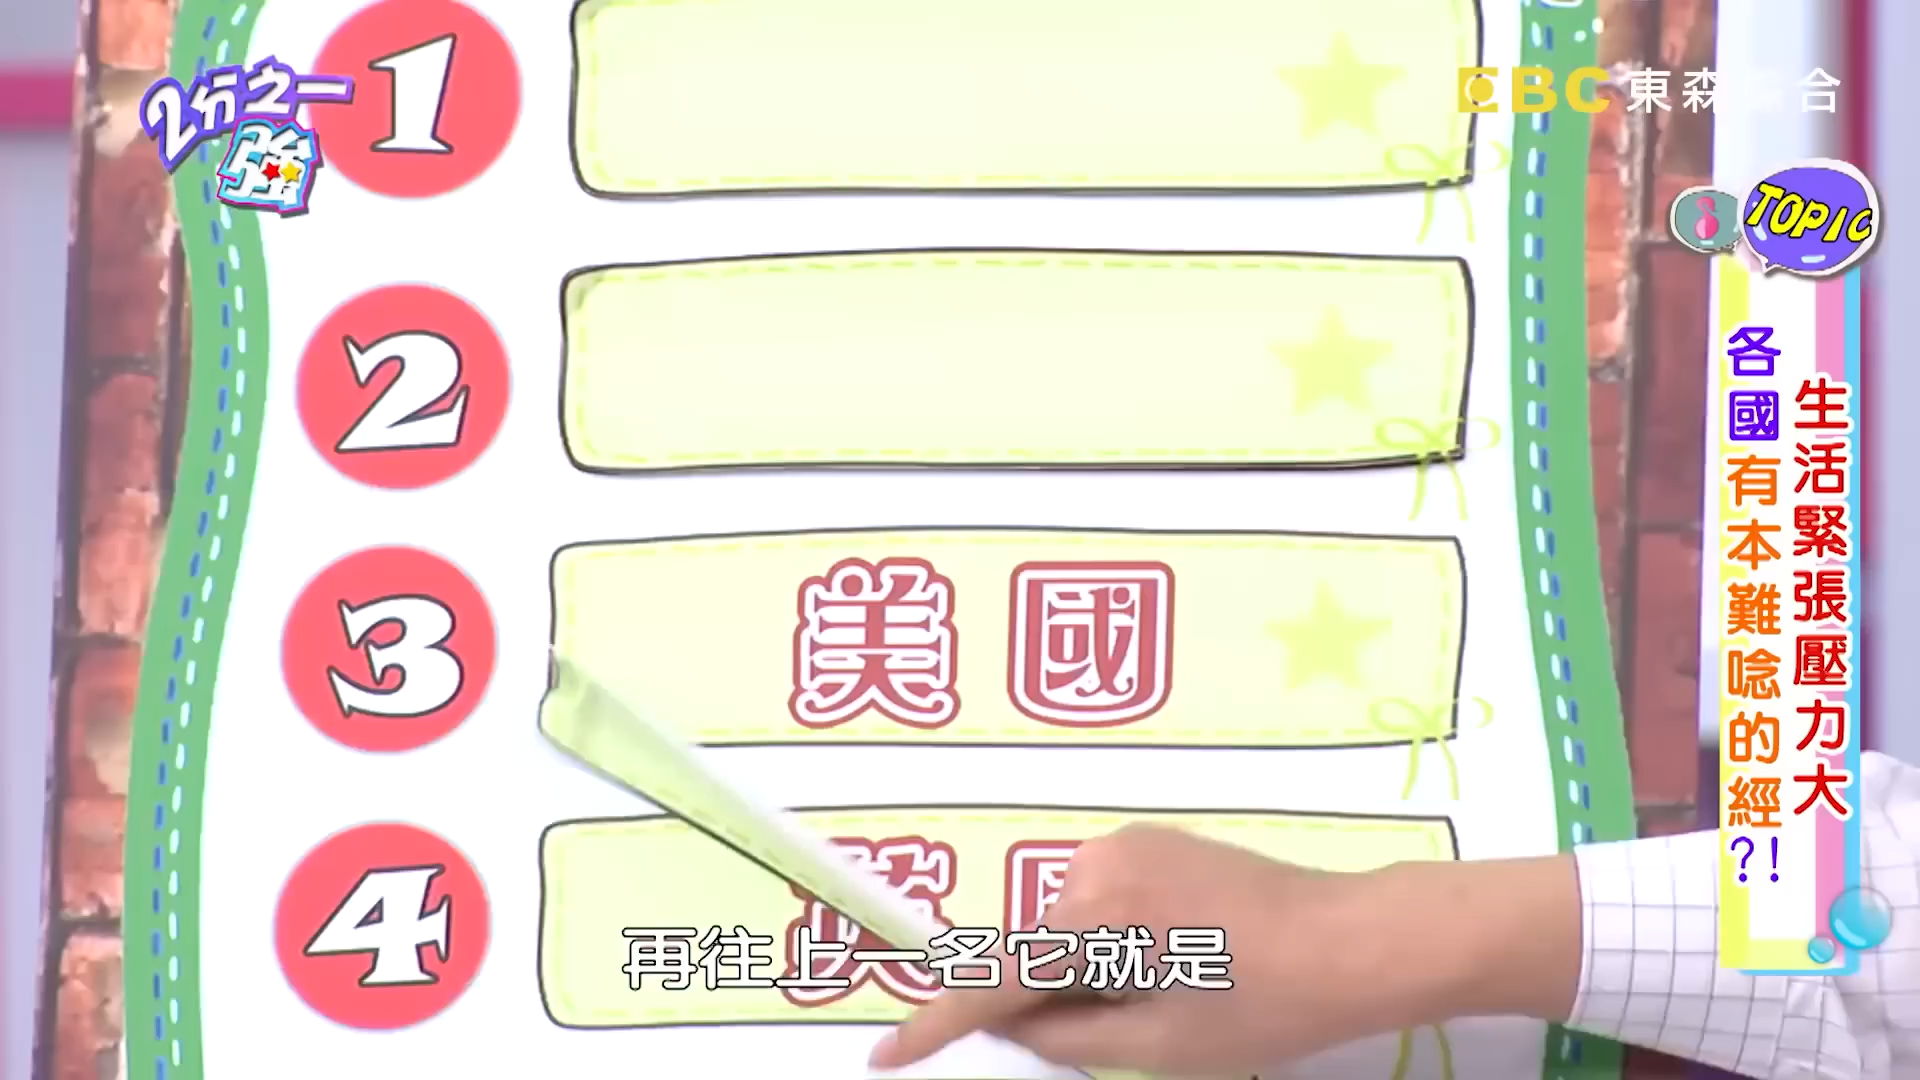 2分之一
強
EBC 東森綜合
TOPIC
生活緊張壓力大
各國有本難唸的經?!
1
2
3 美國
4
再往上一名它就是